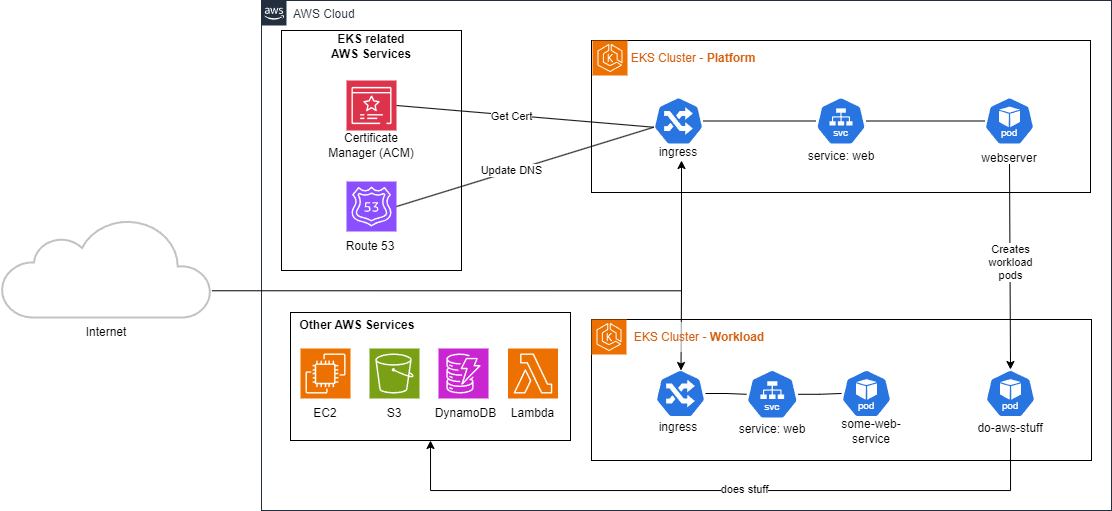 aws
AWS Cloud
EKS related
AWS Services
Certificate
Manager (ACM)
53
Route 53
Get Cert
Update DNS
EKS Cluster - Platform
ingress
svc
service: web
pod
webserver
Internet
Creates
workload
pods
Other AWS Services
EC2
S3
DynamoDB
Lambda
EKS Cluster - Workload
ingress
svc
service: web
pod
some-web-
service
pod
do-aws-stuff
does stuff